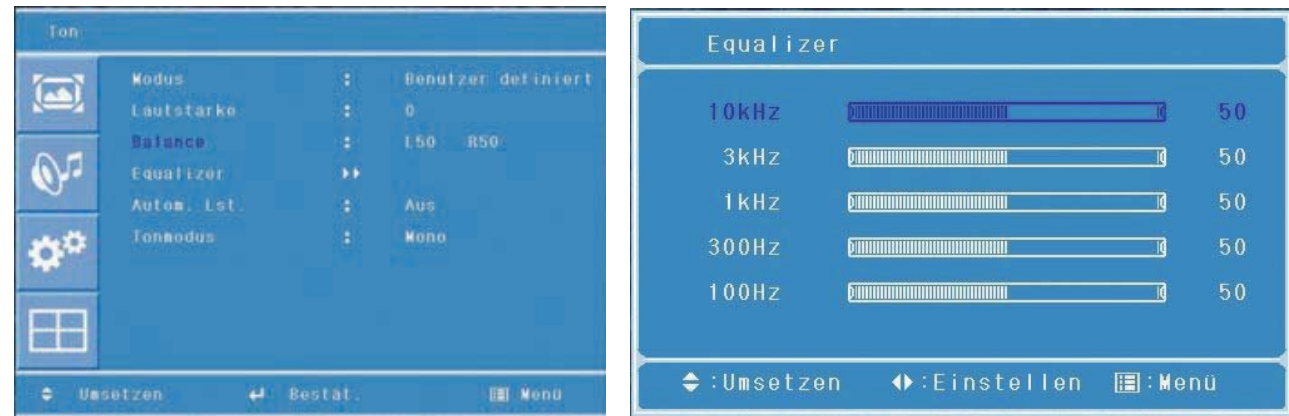 Ton
Modus : Benutzer definiert
Lautstarke : 0
Balance : L50 R50
Equalizer
Autom. Lst. : Aus
Tonmodus : Mono
Umsetzen Bestät. Menü
Equalizer
10kHz 50
3kHz 50
1kHz 50
300Hz 50
100Hz 50
:Umsetzen :Einstellen :Menü